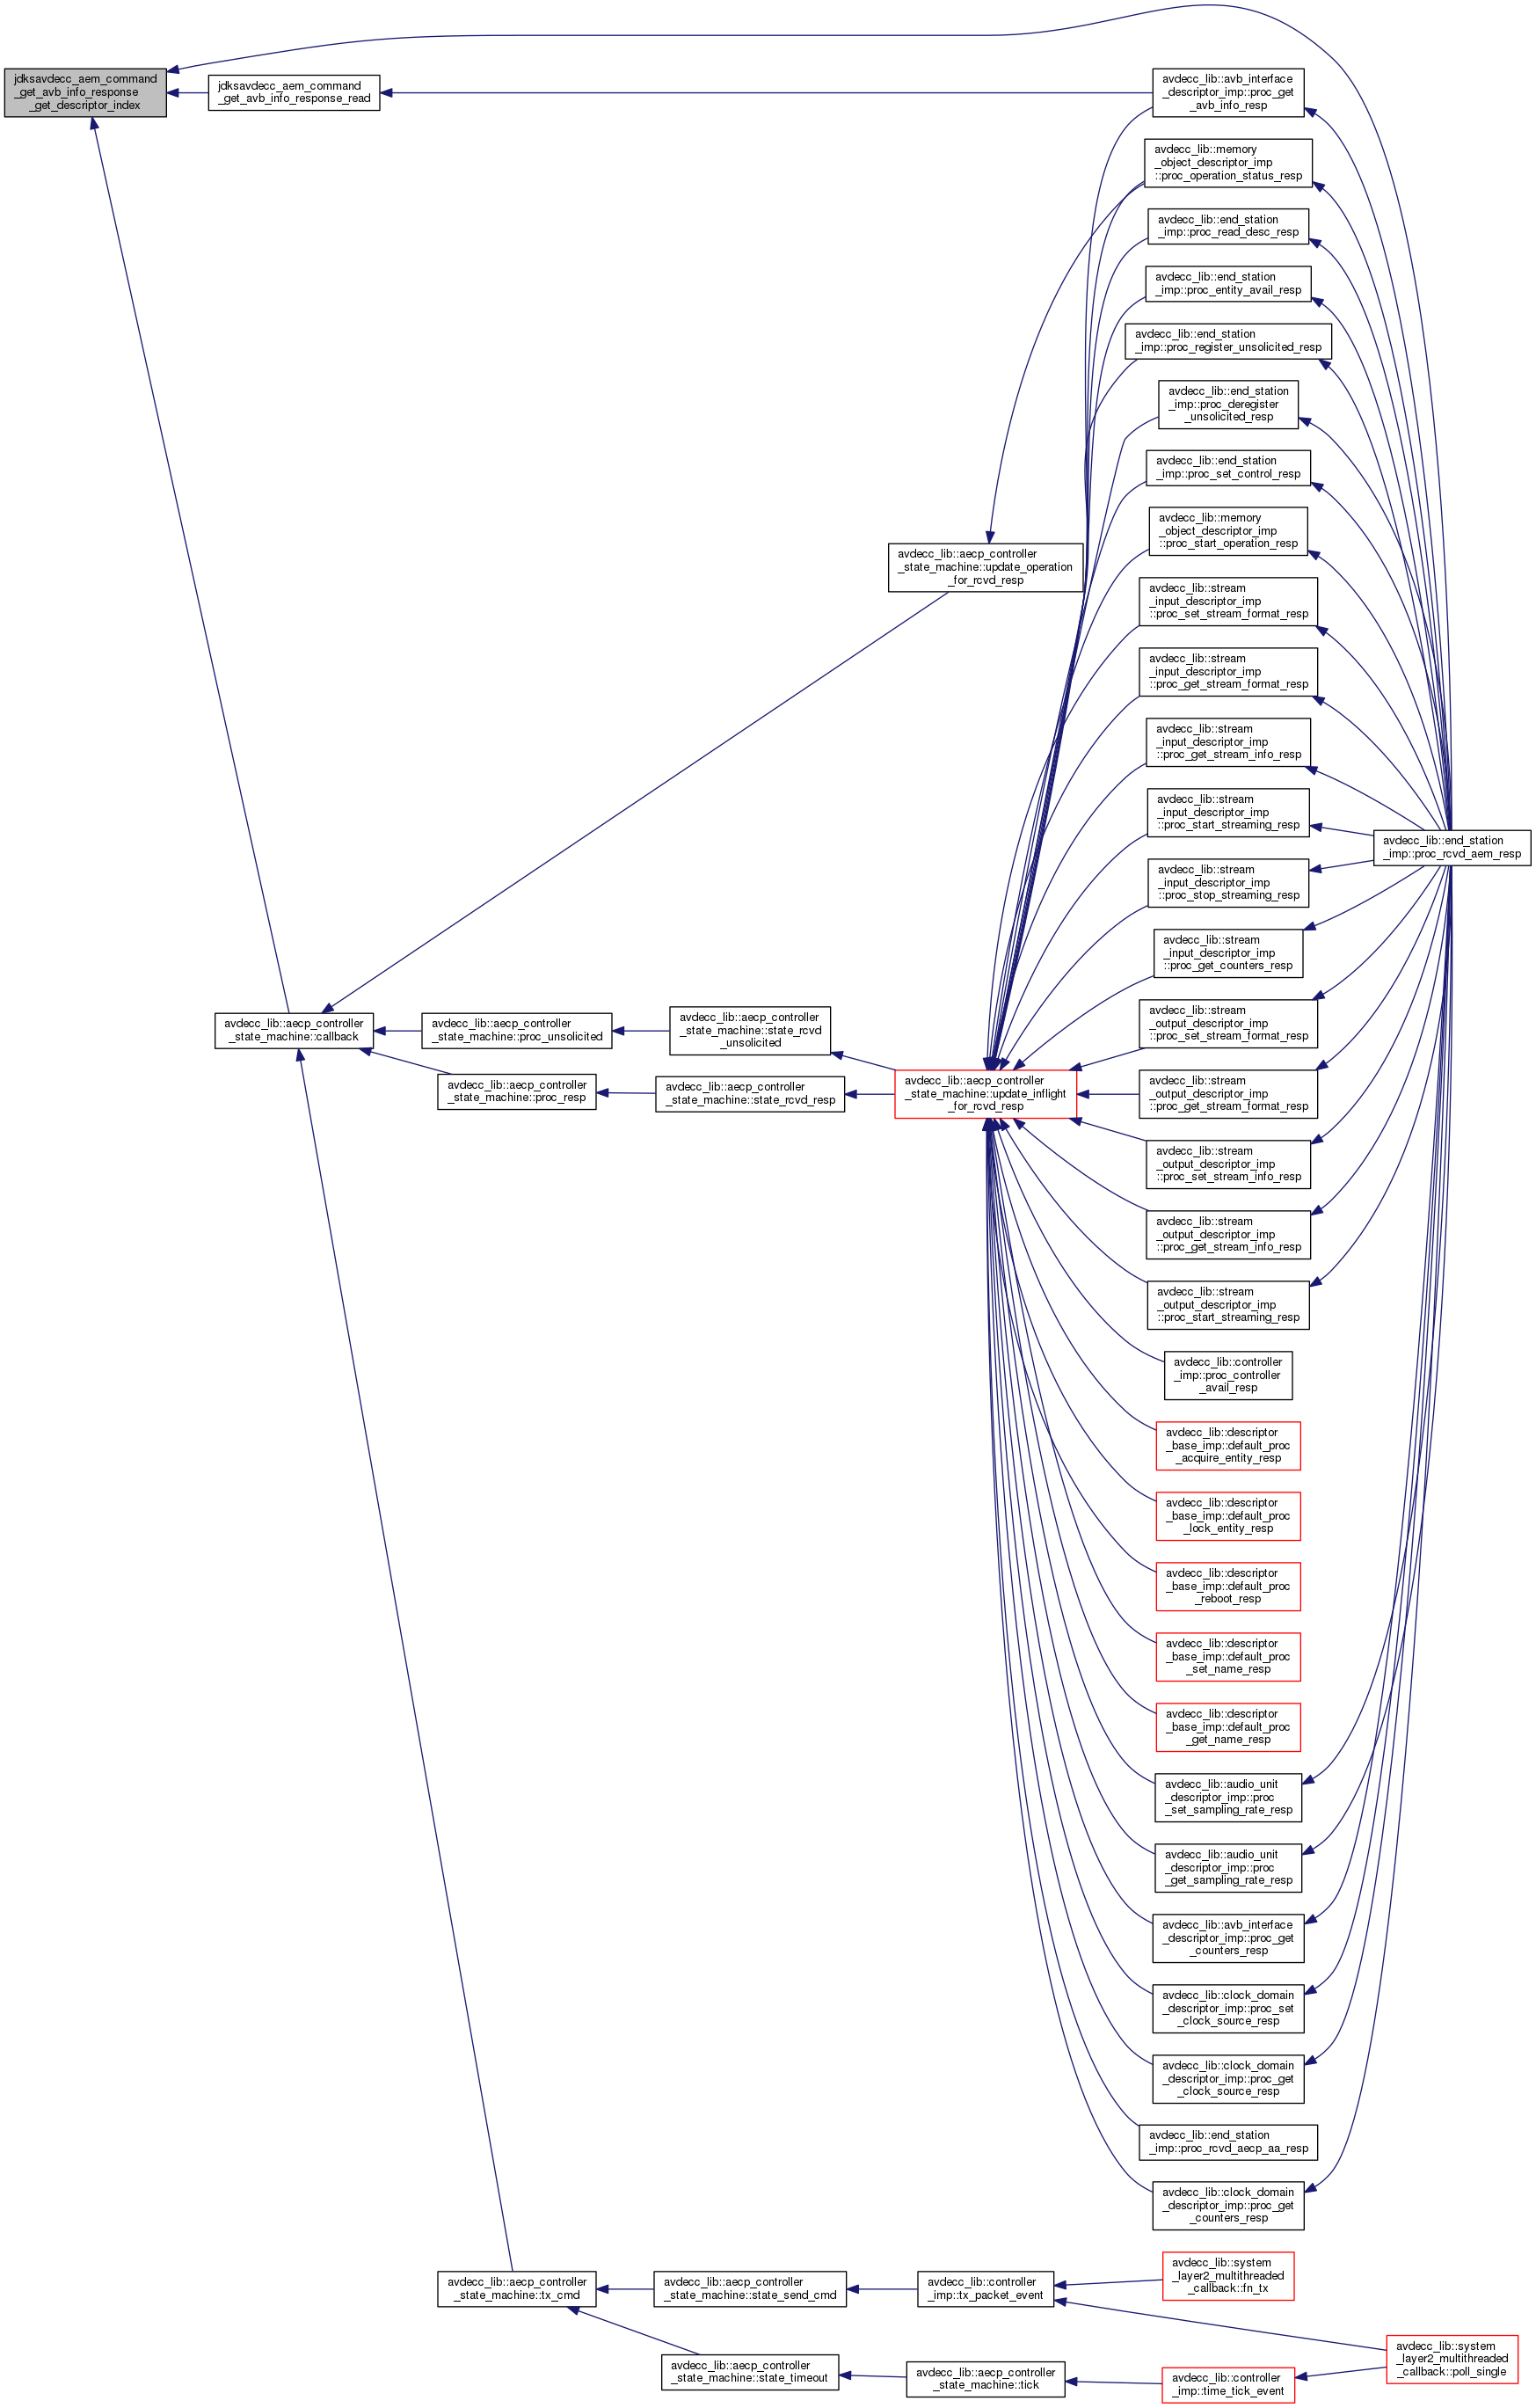 jdksavdecc_aem_command
_get_avb_info_response
_get_descriptor_index
jdksavdecc_aem_command
_get_avb_info_response_read
avdecc_lib::avb_interface
_descriptor_imp::proc_get
_avb_info_resp
avdecc_lib::memory
_object_descriptor_imp
::proc_operation_status_resp
avdecc_lib::end_station
_imp::proc_read_desc_resp
avdecc_lib::end_station
_imp::proc_entity_avail_resp
avdecc_lib::end_station
_imp::proc_register_unsolicited_resp
avdecc_lib::end_station
_imp::proc_deregister
_unsolicited_resp
avdecc_lib::end_station
_imp::proc_set_control_resp
avdecc_lib::memory
_object_descriptor_imp
::proc_start_operation_resp
avdecc_lib::aecp_controller
_state_machine::update_operation
_for_rcvd_resp
avdecc_lib::stream
_input_descriptor_imp
::proc_set_stream_format_resp
avdecc_lib::stream
_input_descriptor_imp
::proc_get_stream_format_resp
avdecc_lib::stream
_input_descriptor_imp
::proc_get_stream_info_resp
avdecc_lib::stream
_input_descriptor_imp
::proc_start_streaming_resp
avdecc_lib::end_station
_imp::proc_rcvd_aem_resp
avdecc_lib::stream
_input_descriptor_imp
::proc_stop_streaming_resp
avdecc_lib::stream
_input_descriptor_imp
::proc_get_counters_resp
avdecc_lib::aecp_controller
_state_machine::callback
avdecc_lib::aecp_controller
_state_machine::proc_unsolicited
avdecc_lib::aecp_controller
_state_machine::state_rcvd
_unsolicited
avdecc_lib::stream
_output_descriptor_imp
::proc_set_stream_format_resp
avdecc_lib::aecp_controller
_state_machine::proc_resp
avdecc_lib::aecp_controller
_state_machine::state_rcvd_resp
avdecc_lib::aecp_controller
_state_machine::update_inflight
_for_rcvd_resp
avdecc_lib::stream
_output_descriptor_imp
::proc_get_stream_format_resp
avdecc_lib::stream
_output_descriptor_imp
::proc_set_stream_info_resp
avdecc_lib::stream
_output_descriptor_imp
::proc_get_stream_info_resp
avdecc_lib::stream
_output_descriptor_imp
::proc_start_streaming_resp
avdecc_lib::controller
_imp::proc_controller
_avail_resp
avdecc_lib::descriptor
_base_imp::default_proc
_acquire_entity_resp
avdecc_lib::descriptor
_base_imp::default_proc
_lock_entity_resp
avdecc_lib::descriptor
_base_imp::default_proc
_reboot_resp
avdecc_lib::descriptor
_base_imp::default_proc
_set_name_resp
avdecc_lib::descriptor
_base_imp::default_proc
_get_name_resp
avdecc_lib::audio_unit
_descriptor_imp::proc
_set_sampling_rate_resp
avdecc_lib::audio_unit
_descriptor_imp::proc
_get_sampling_rate_resp
avdecc_lib::avb_interface
_descriptor_imp::proc_get
_counters_resp
avdecc_lib::clock_domain
_descriptor_imp::proc_set
_clock_source_resp
avdecc_lib::clock_domain
_descriptor_imp::proc_get
_clock_source_resp
avdecc_lib::end_station
_imp::proc_rcvd_aecp_aa_resp
avdecc_lib::clock_domain
_descriptor_imp::proc_get
_counters_resp
avdecc_lib::aecp_controller
_state_machine::tx_cmd
avdecc_lib::aecp_controller
_state_machine::state_send_cmd
avdecc_lib::controller
_imp::tx_packet_event
avdecc_lib::system
_layer2_multithreaded
_callback::fn_tx
avdecc_lib::aecp_controller
_state_machine::state_timeout
avdecc_lib::aecp_controller
_state_machine::tick
avdecc_lib::controller
_imp::time_tick_event
avdecc_lib::system
_layer2_multithreaded
_callback::poll_single